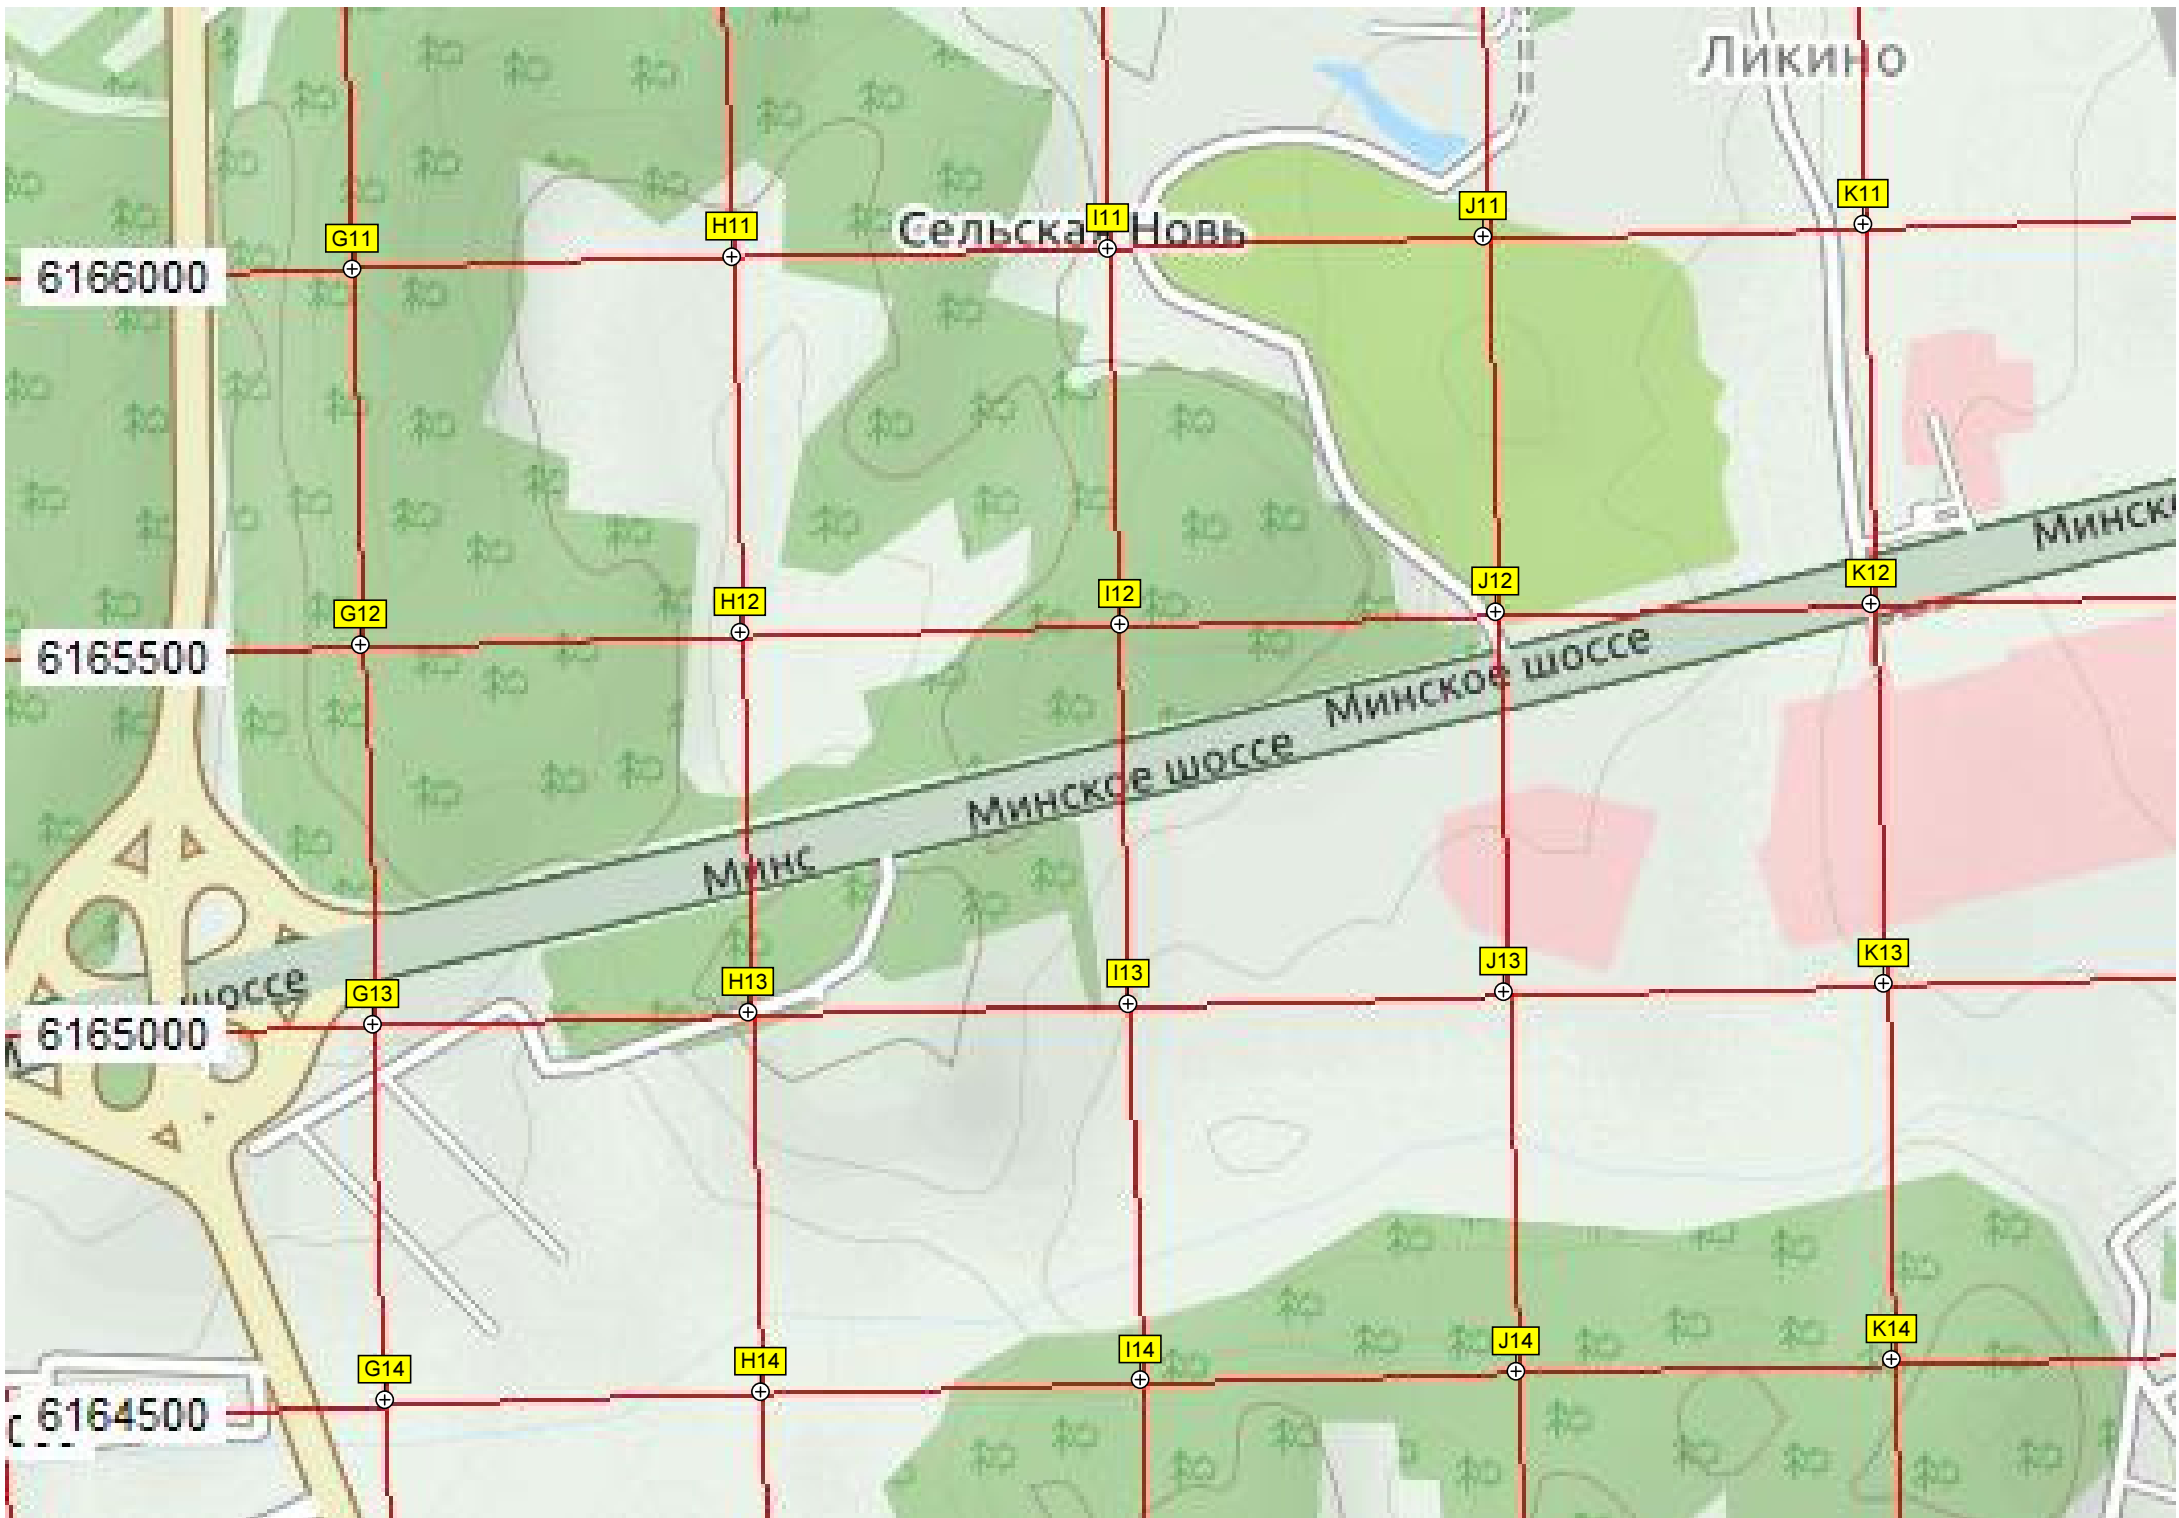 Ликино
K11
J11
I11
H11
G11
Сельская Новь
6166000
Минско
K12
J12
I12
H12
G12
Минское шоссе
6165500
Минское шоссе
Минс
K13
J13
I13
H13
G13
шоссе
6165000
K14
J14
I14
H14
G14
6164500